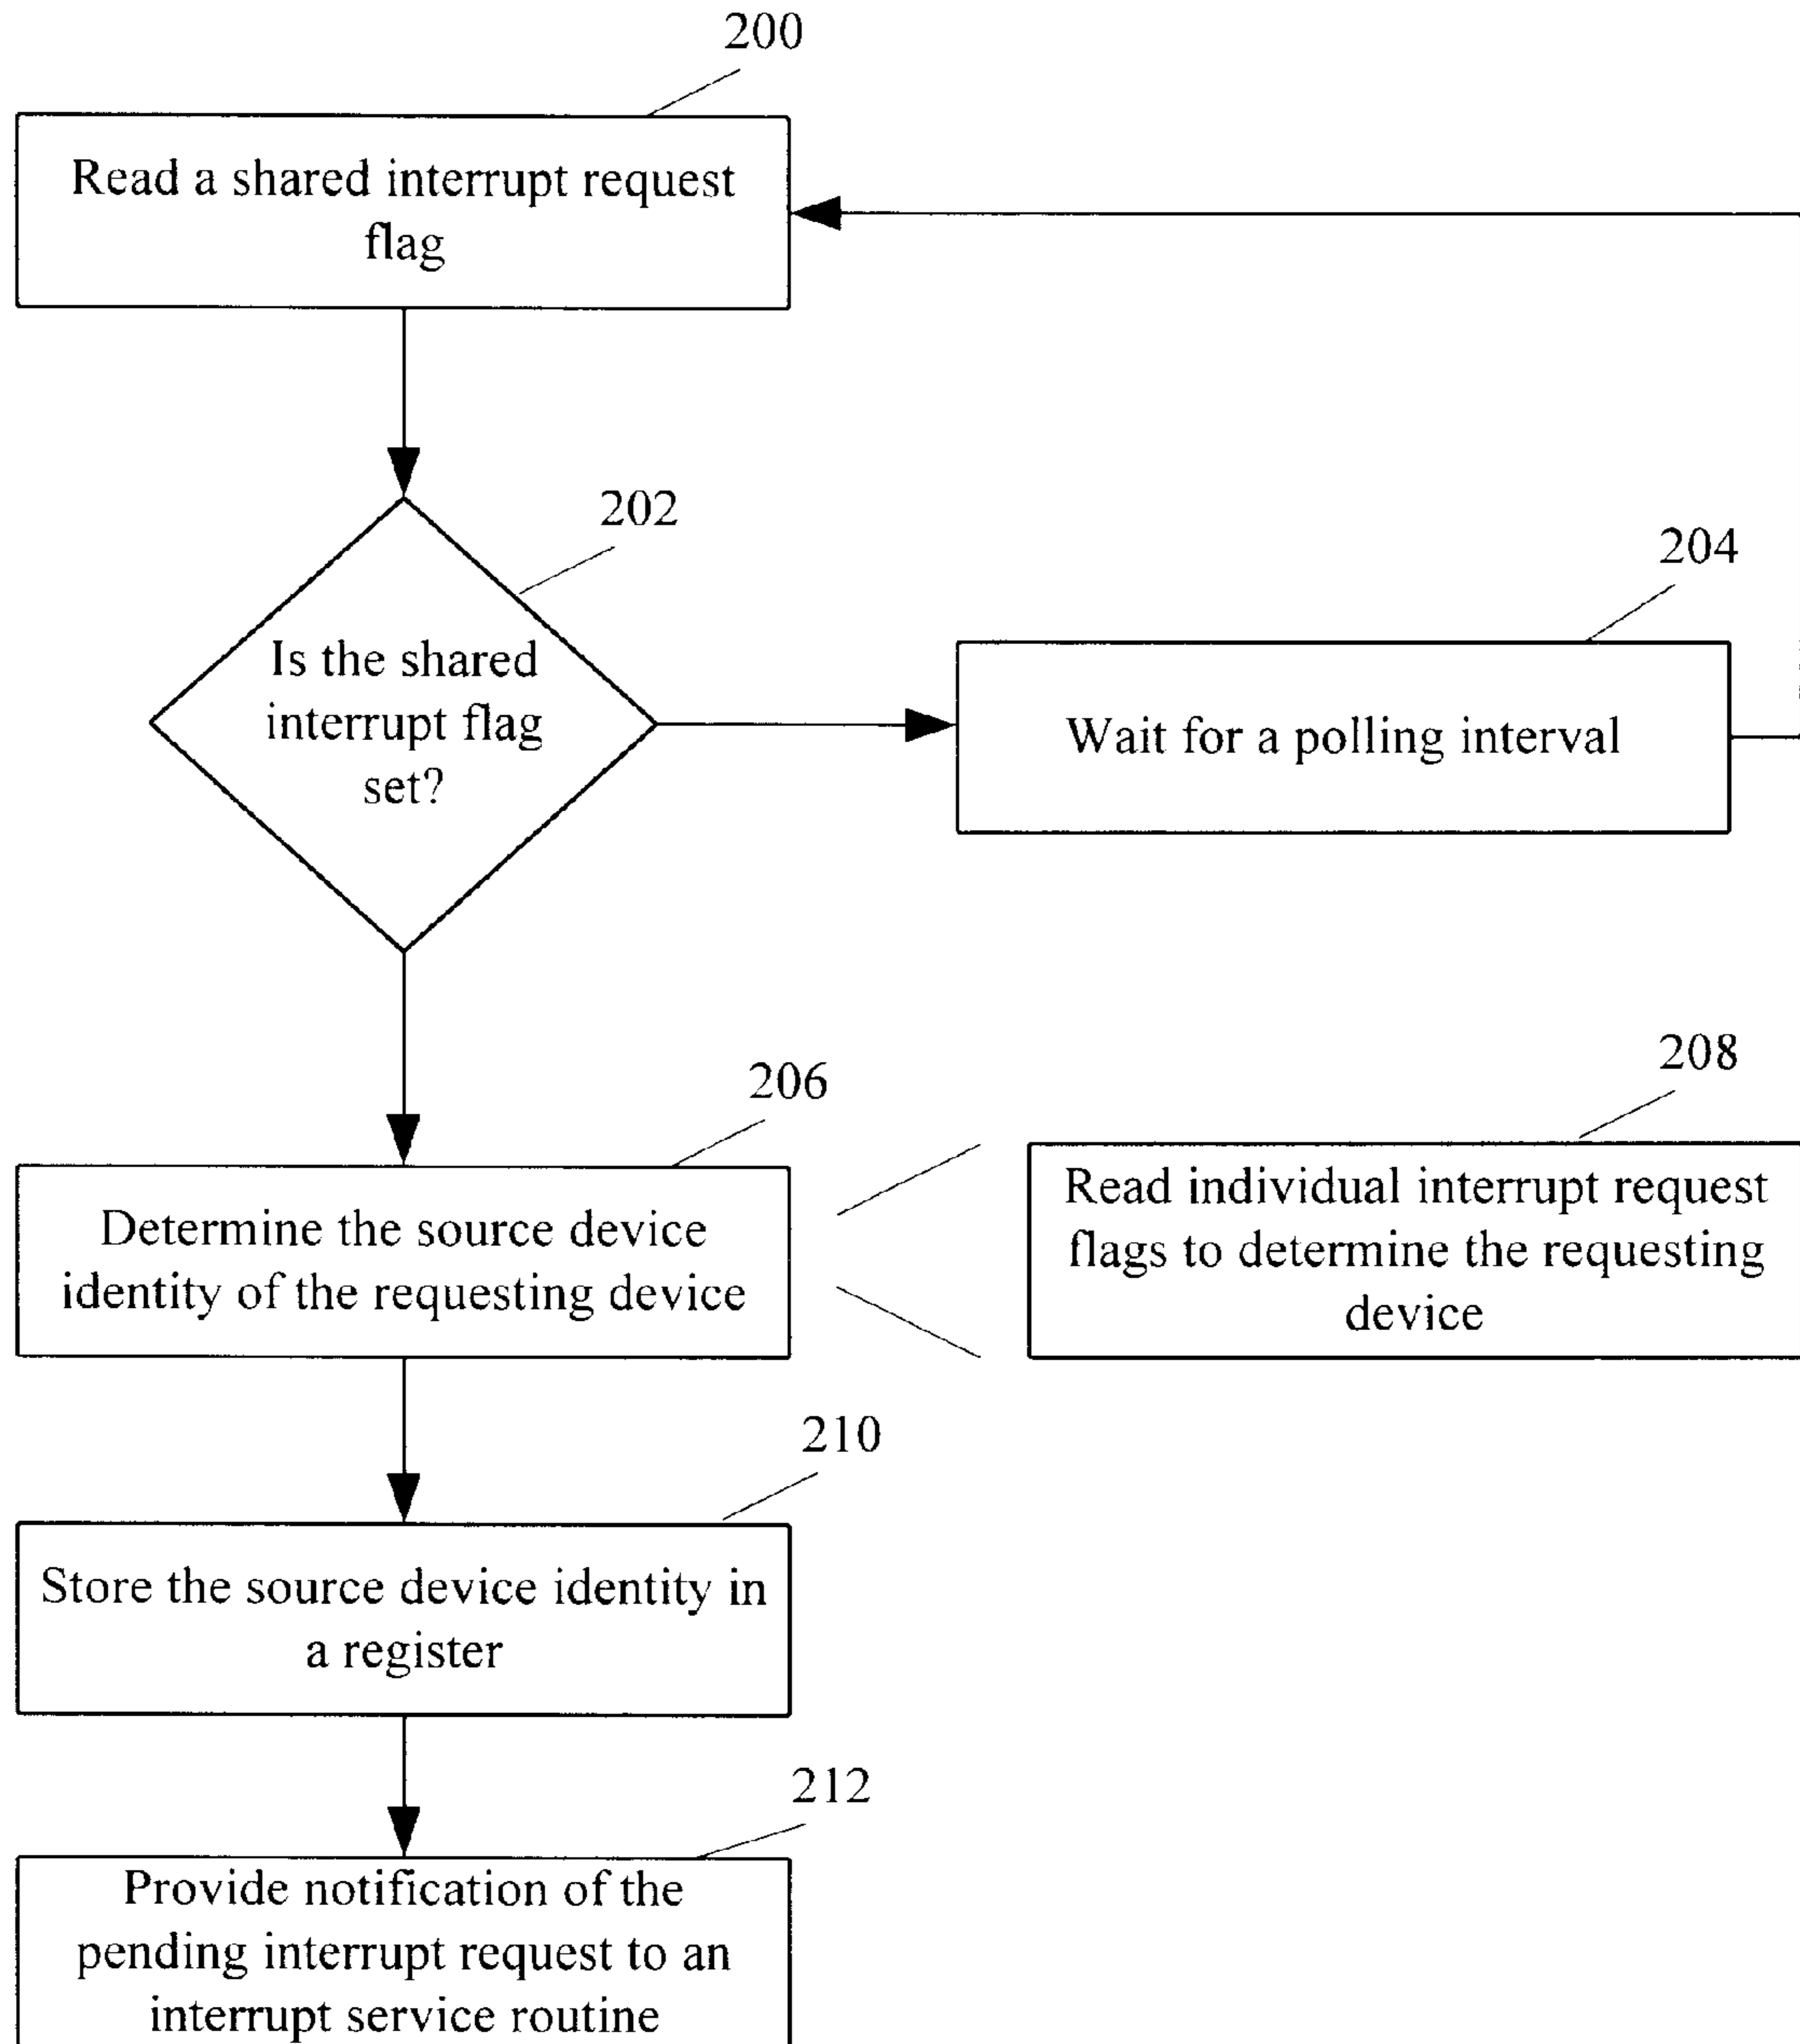 200
Read a shared interrupt request
flag
202
Is the shared
interrupt flag
set?
204
Wait for a polling interval
206
Determine the source device
identity of the requesting device
208
Read individual interrupt request
flags to determine the requesting
device
210
Store the source device identity in
a register
212
Provide notification of the
pending interrupt request to an
interrupt service routine